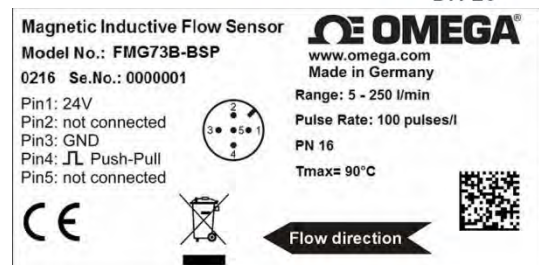 Magnetic Inductive Flow Sensor
Model No.: FMG73B-BSP
0216 Se.No.: 0000001
Pin1: 24V
Pin2: not connected
Pin3: GND
Pin4: Push-Pull
Pin5: not connected
2
3 5 1
4
CE
OMEGA®
www.omega.com
Made in Germany
Range: 5 - 250 l/min
Pulse Rate: 100 pulses/l
PN 16
Tmax= 90°C
Flow direction